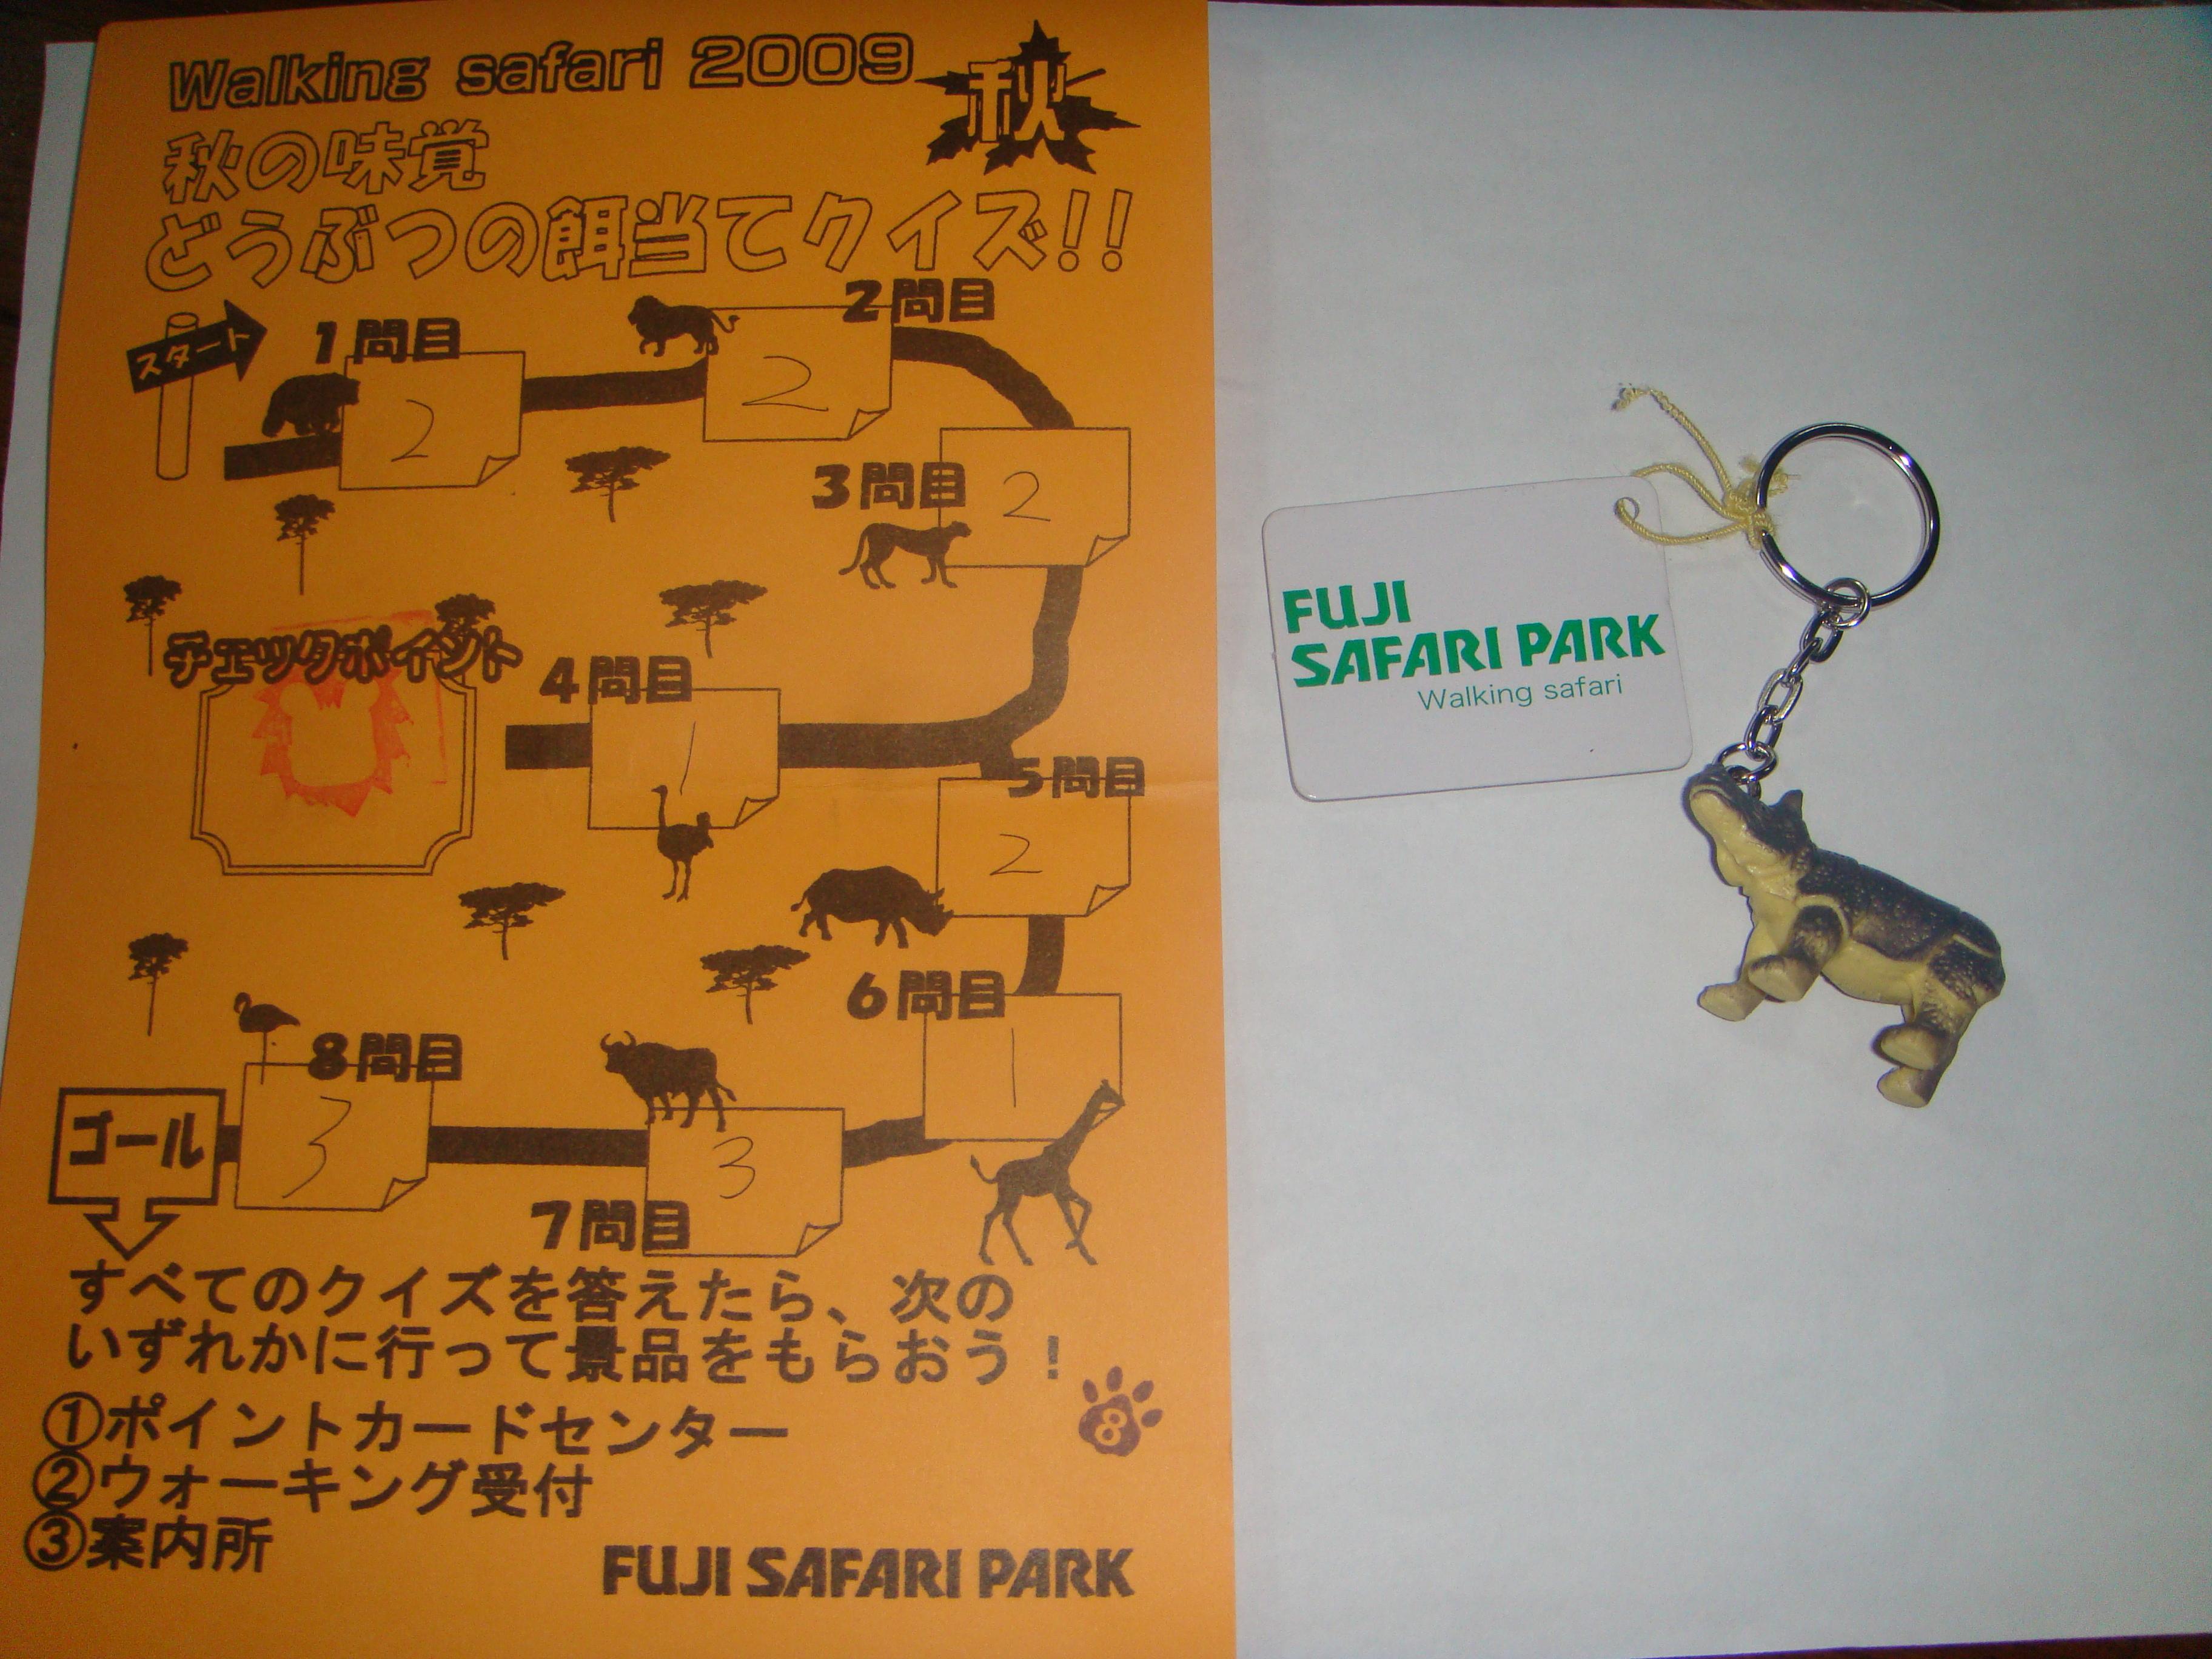 Walking safari 2009
秋
秋の味覚
どうぶつの餌当てクイズ!!
スタート
1問目
2
2問目
2
3問目
2
チェックポイント
4問目
1
5問目
2
6問目
1
7問目
3
8問目
3
ゴール
すべてのクイズを答えたら、次の
いずれかに行って景品をもらおう!
①ポイントカードセンター
②ウォーキング受付
③案内所
8
FUJI SAFARI PARK
FUJI
SAFARI PARK
Walking safari